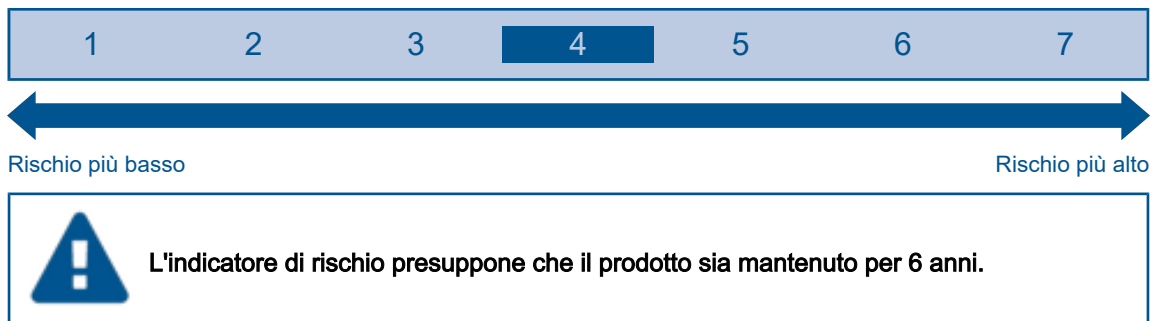 1 2 3 4 5 6 7
Rischio più basso Rischio più alto
L'indicatore di rischio presuppone che il prodotto sia mantenuto per 6 anni.